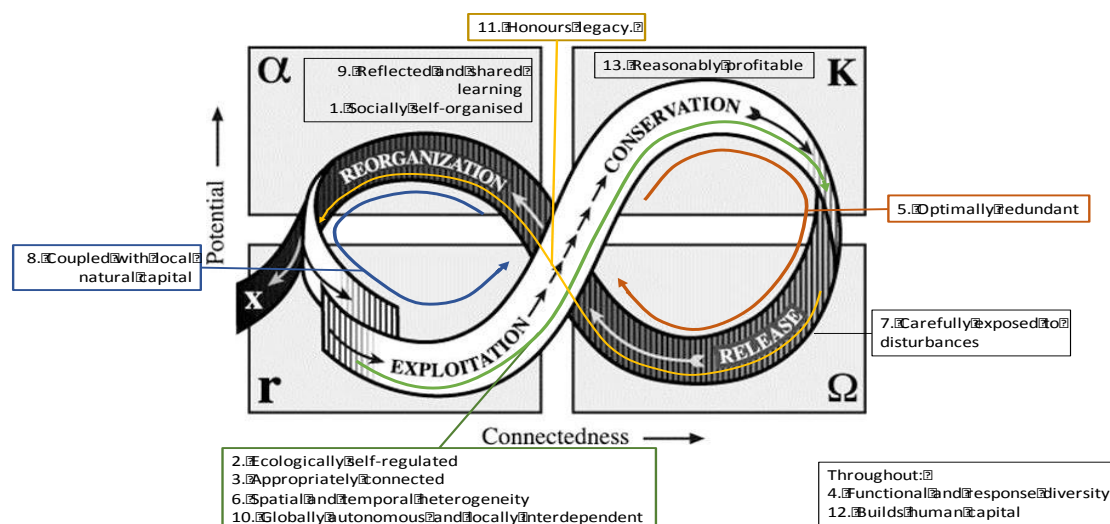 11. Honours legacy.
α
9. Reflected and shared
learning
1. Socially self-organised
13. Reasonably profitable
K
REORGANIZATION
CONSERVATION
Potential
5. Optimally redundant
8. Coupled with local
natural capital
x
EXPLOITATION
RELEASE
7. Carefully exposed to
disturbances
r
Ω
Connectedness
2. Ecologically self-regulated
3. Appropriately connected
6. Spatial and temporal heterogeneity
10. Globally autonomous and locally interdependent
Throughout:
4. Functional and response diversity
12. Builds human capital